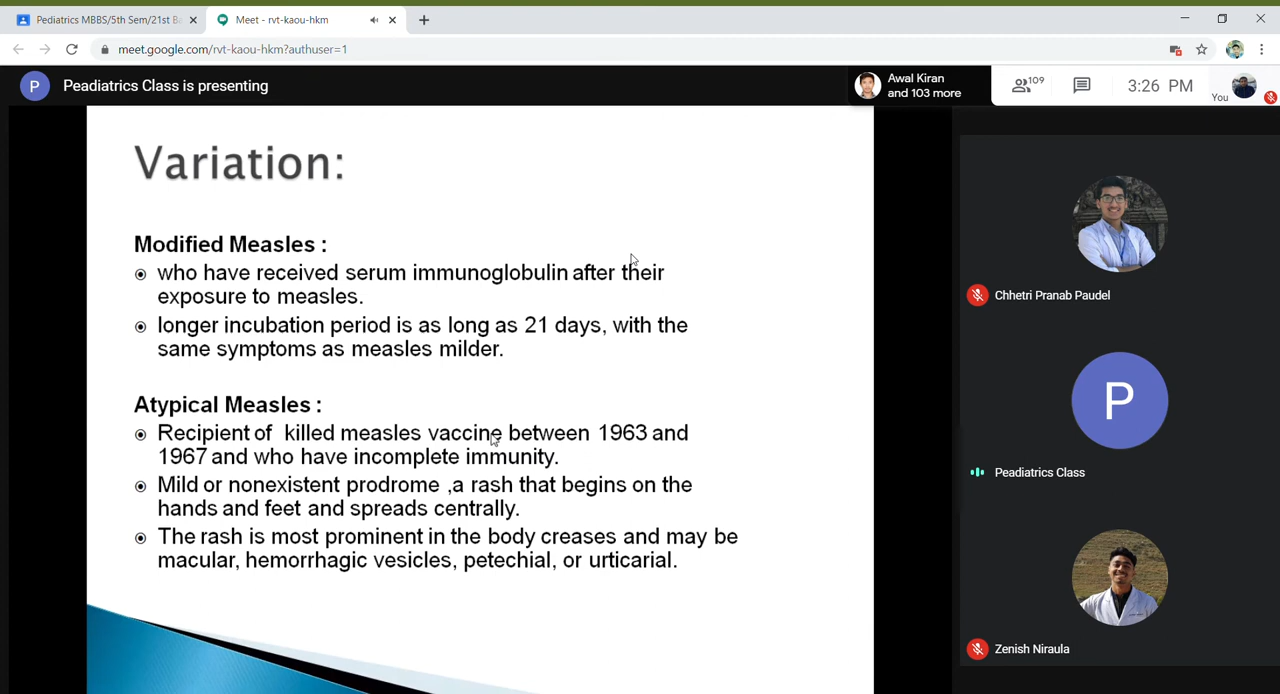 Pediatrics MBBS/5th Sem/21st B
Meet - rvt-kaou-hkm
meet.google.com/rvt-kaou-hkm?authuser=1
P
Peadiatrics Class is presenting
Awal Kiran
and 103 more
109
3:26 PM
You
Variation:
Modified Measles :
who have received serum immunoglobulin after their
exposure to measles.
longer incubation period is as long as 21 days, with the
same symptoms as measles milder.
Atypical Measles :
Recipient of killed measles vaccine between 1963 and
1967 and who have incomplete immunity.
Mild or nonexistent prodrome ,a rash that begins on the
hands and feet and spreads centrally.
The rash is most prominent in the body creases and may be
macular, hemorrhagic vesicles, petechial, or urticarial.
Chhetri Pranab Paudel
P
Peadiatrics Class
Zenish Niraula